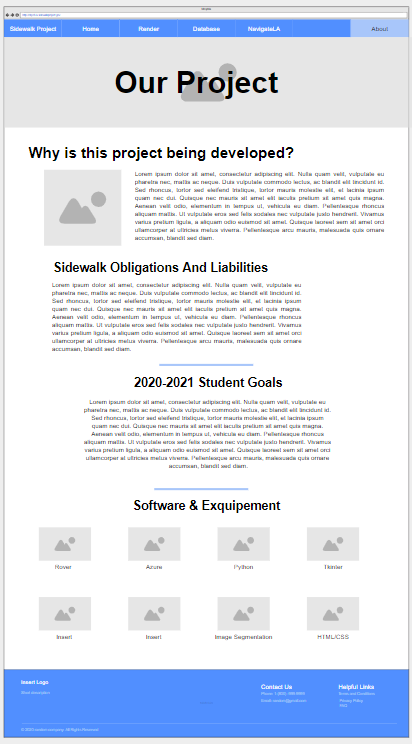 Sidewalk Project Home Render Database NavigateLA About
Our Project
Why is this project being developed?
Lorem ipsum dolor sit amet, consectetur adipiscing elit. Nulla quam velit, vulputate eu
pharetra nec, mattis ac neque. Duis vulputate commodo lectus, ac blandit elit tincidunt id.
Sed rhoncus, tortor sed eleifend tristique, tortor mauris molestie elit, et lacinia ipsum
quam nec dui. Quisque nec mauris sit amet elit iaculis pretium sit amet quis magna.
Aenean velit odio, elementum in tempus ut, vehicula eu diam. Pellentesque rhoncus
aliquam mattis. Ut vulputate eros sed felis sodales nec vulputate justo hendrerit. Vivamus
varius pretium ligula, a aliquam odio euismod sit amet. Quisque laoreet sem sit amet orci
ullamcorper at ultricies metus viverra. Pellentesque arcu mauris, malesuada quis ornare
accumsan, blandit sed diam.
Sidewalk Obligations And Liabilities
Lorem ipsum dolor sit amet, consectetur adipiscing elit. Nulla quam velit, vulputate eu
pharetra nec, mattis ac neque. Duis vulputate commodo lectus, ac blandit elit tincidunt id.
Sed rhoncus, tortor sed eleifend tristique, tortor mauris molestie elit, et lacinia ipsum
quam nec dui. Quisque nec mauris sit amet elit iaculis pretium sit amet quis magna.
Aenean velit odio, elementum in tempus ut, vehicula eu diam. Pellentesque rhoncus
aliquam mattis. Ut vulputate eros sed felis sodales nec vulputate justo hendrerit. Vivamus
varius pretium ligula, a aliquam odio euismod sit amet. Quisque laoreet sem sit amet orci
ullamcorper at ultricies metus viverra. Pellentesque arcu mauris, malesuada quis ornare
accumsan, blandit sed diam.
2020-2021 Student Goals
Lorem ipsum dolor sit amet, consectetur adipiscing elit. Nulla quam velit, vulputate eu
pharetra nec, mattis ac neque. Duis vulputate commodo lectus, ac blandit elit tincidunt id.
Sed rhoncus, tortor sed eleifend tristique, tortor mauris molestie elit, et lacinia ipsum
quam nec dui. Quisque nec mauris sit amet elit iaculis pretium sit amet quis magna.
Aenean velit odio, elementum in tempus ut, vehicula eu diam. Pellentesque rhoncus
aliquam mattis. Ut vulputate eros sed felis sodales nec vulputate justo hendrerit. Vivamus
varius pretium ligula, a aliquam odio euismod sit amet. Quisque laoreet sem sit amet orci
ullamcorper at ultricies metus viverra. Pellentesque arcu mauris, malesuada quis ornare
accumsan, blandit sed diam.
Software & Exquipement
Rover Azure Python Tkinter
Insert Insert Image Segmentation HTML/CSS
Insert Logo
Contact Us Helpful Links
Terms and Conditions
Privacy Policy
FAQ
All Rights Reserved